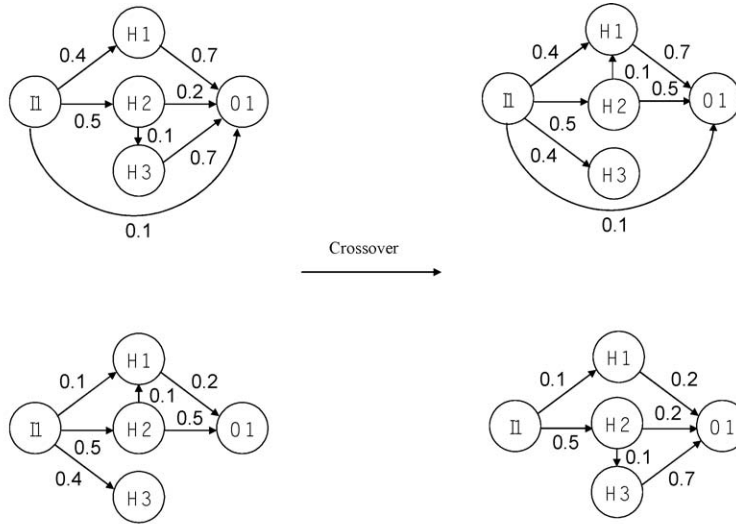 H1 H1
0.4 0.7 0.4 0.7
0.1
I1 H2 0.2 O1 I1 H2 0.5 O1
0.5 0.1 0.5
H3 0.7 0.4 H3
0.1 0.1
Crossover
H1 H1
0.1 0.2 0.1 0.2
0.1
I1 H2 0.5 O1 I1 H2 0.2 O1
0.5 0.5 0.1
0.4 H3 H3 0.7